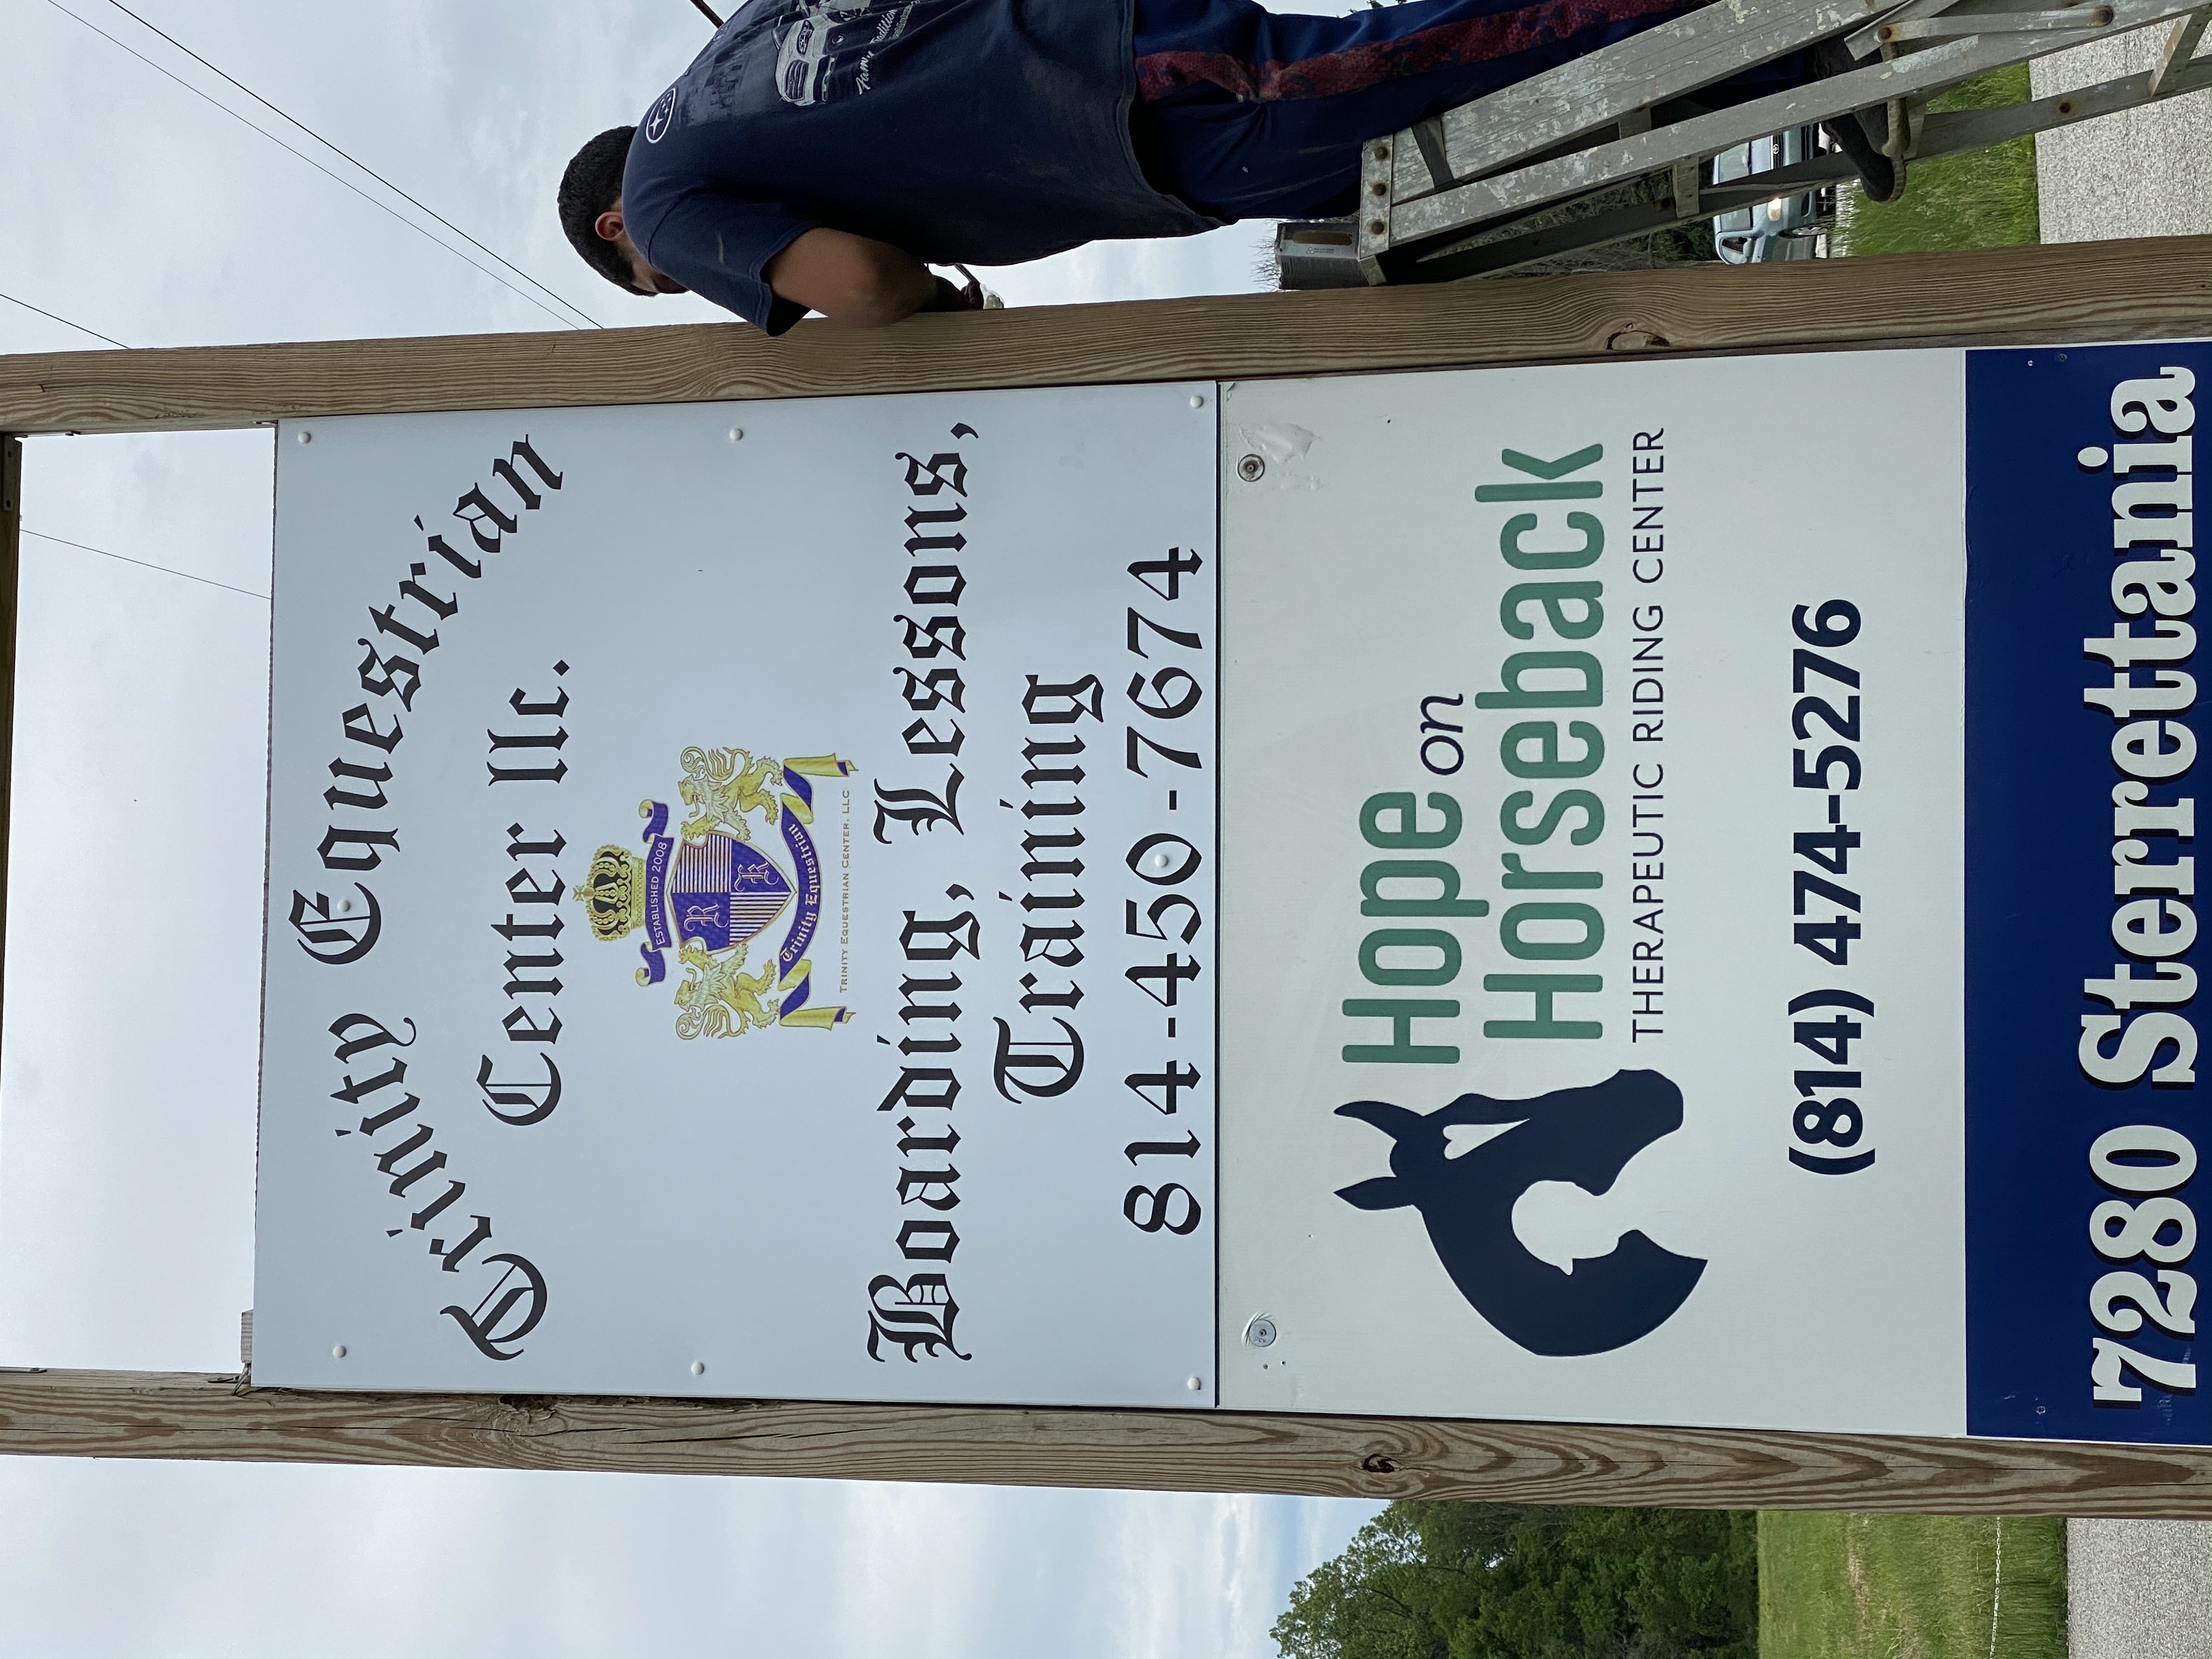 Trinity Equestrian
Center llc.
ESTABLISHED 2008
R
R
Trinity Equestrian
TRINITY EQUESTRIAN CENTER, LLC
Boarding, Lessons,
Training
814-450-7674
Hope on
Horseback
THERAPEUTIC RIDING CENTER
(814) 474-5276
7280 Sterrettania